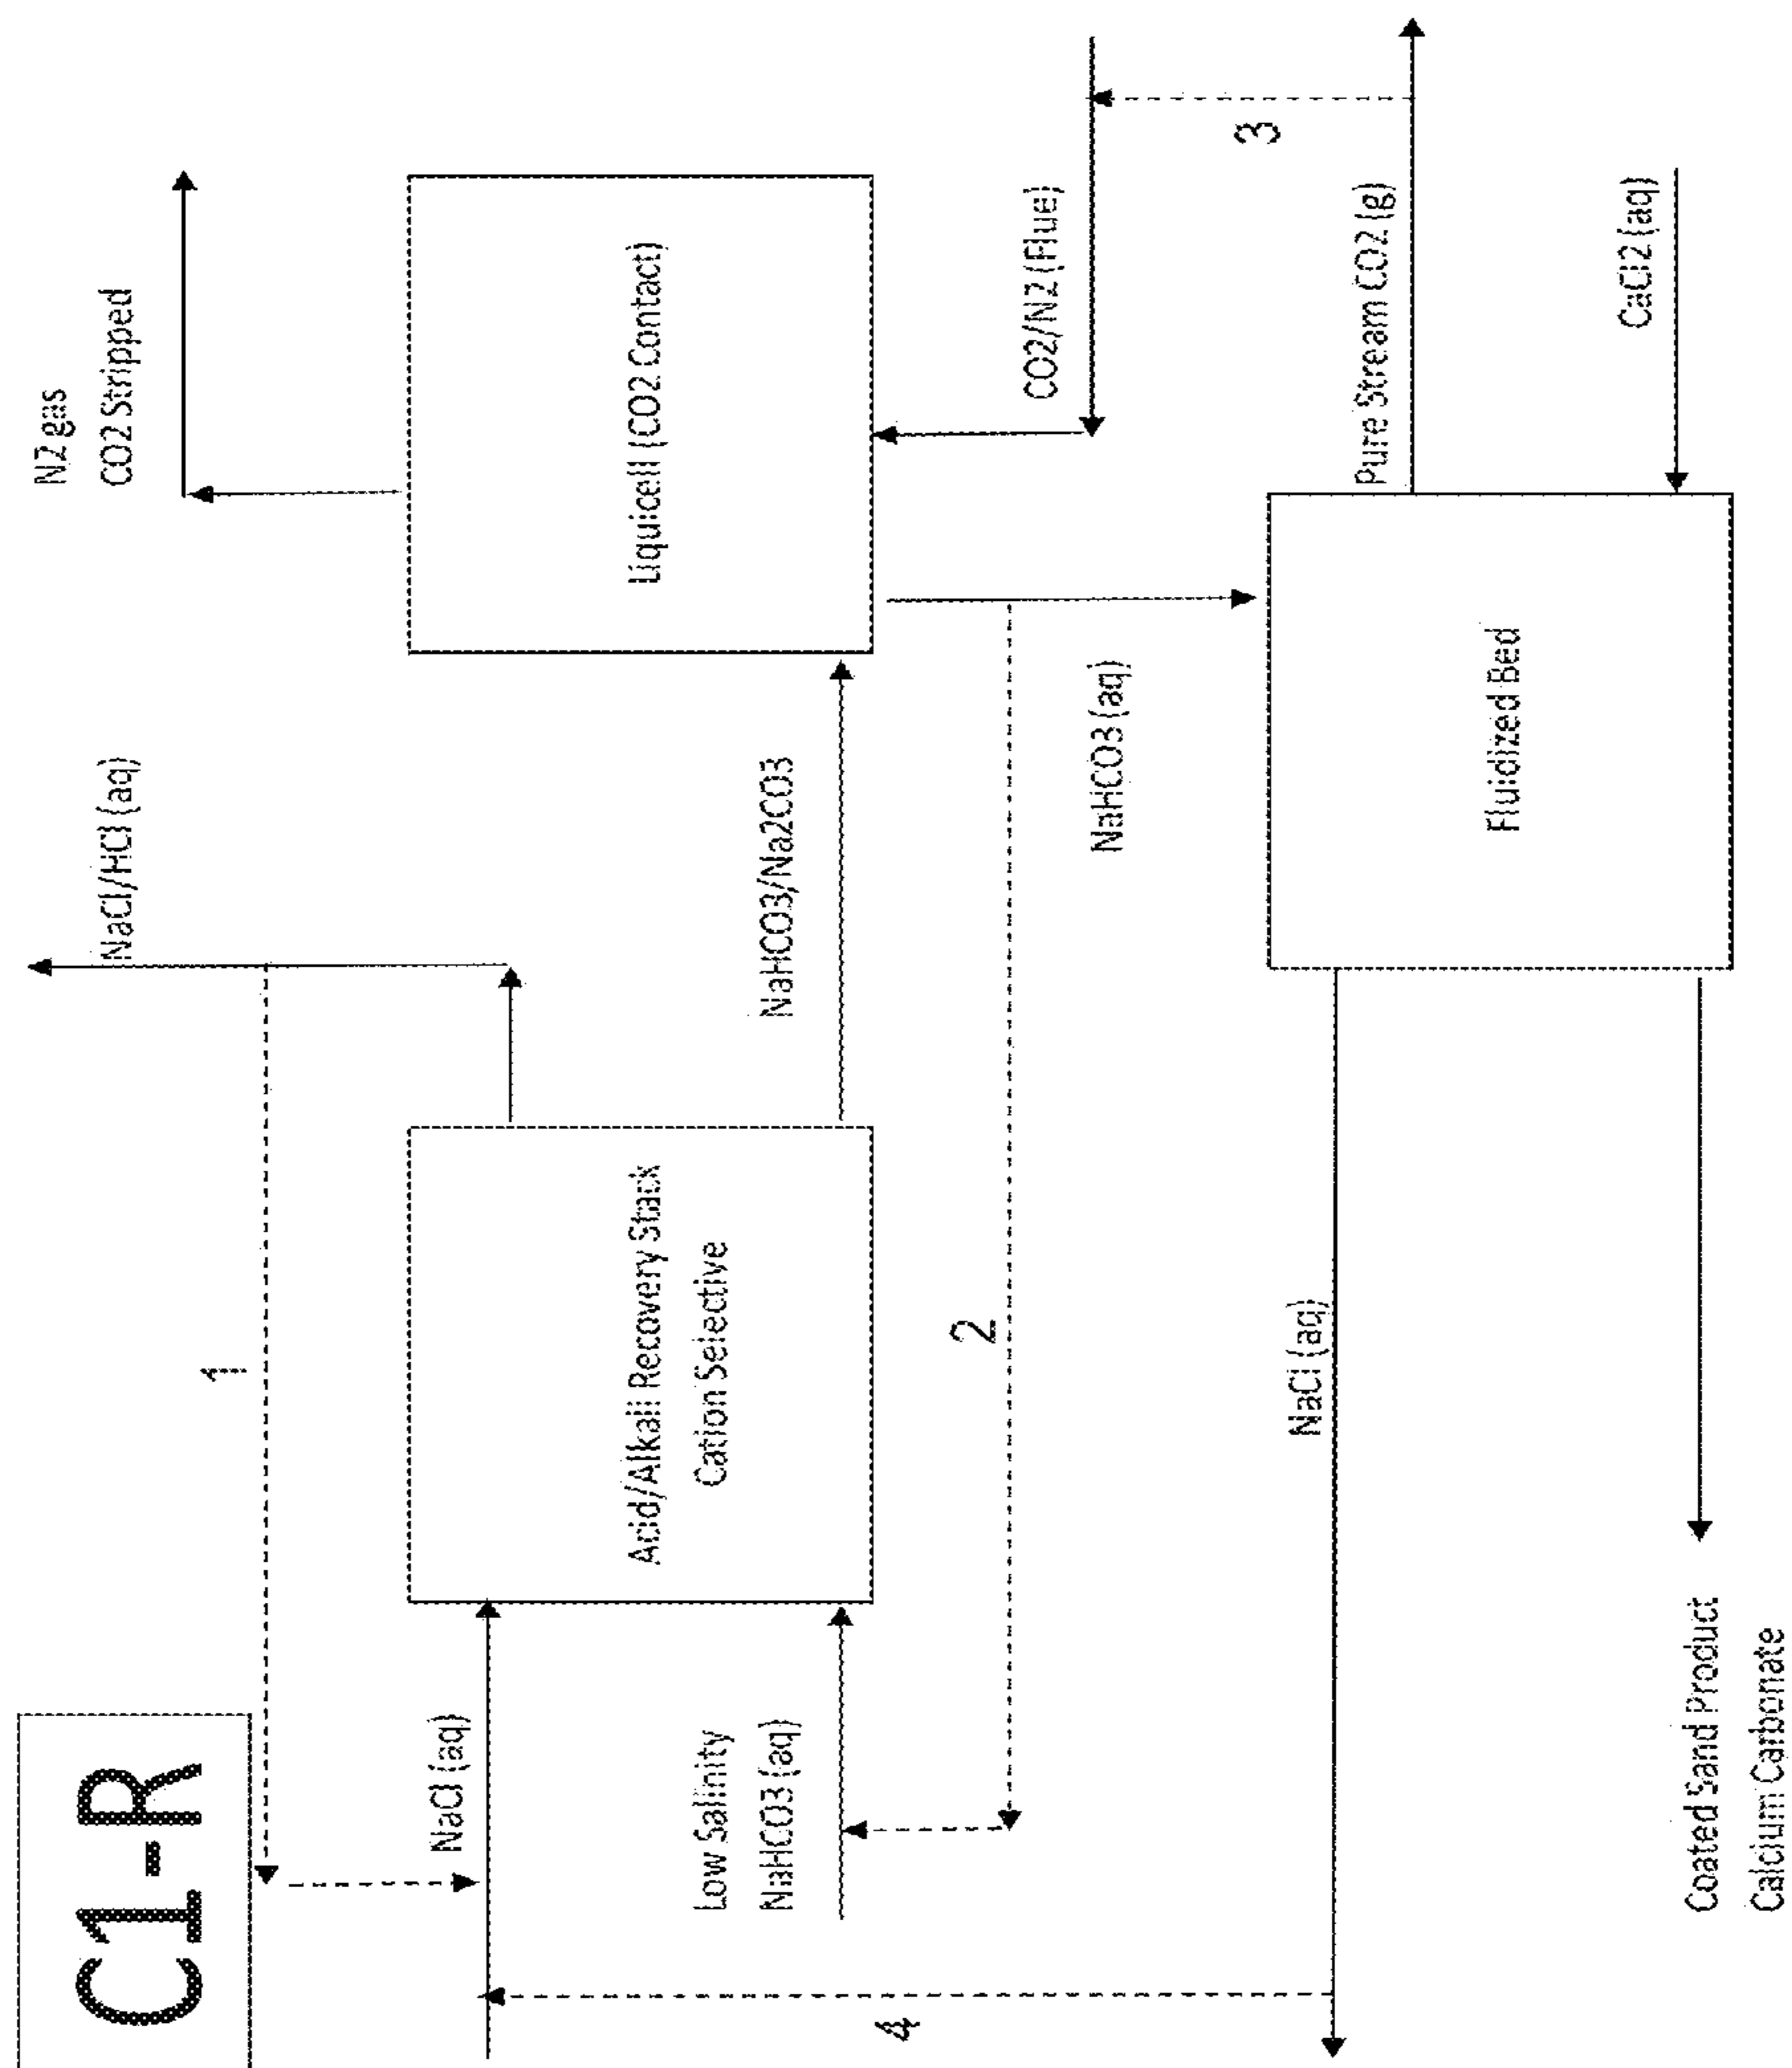 C1-R
1
NaCl/HCl (aq)
N2 gas
CO2 Stripped
NaCl (aq)
Acid/Alkali Recovery Stack
Cation Selective
Liquicell (CO2 Contact)
Low Salinity
NaHCO3 (aq)
NaHCO3/Na2CO3
2
CO2/N2 (Flue)
4
NaHCO3 (aq)
3
NaCl (aq)
Pure Stream CO2 (g)
Fluidized Bed
CaCl2 (aq)
Coated Sand Product
Calcium Carbonate